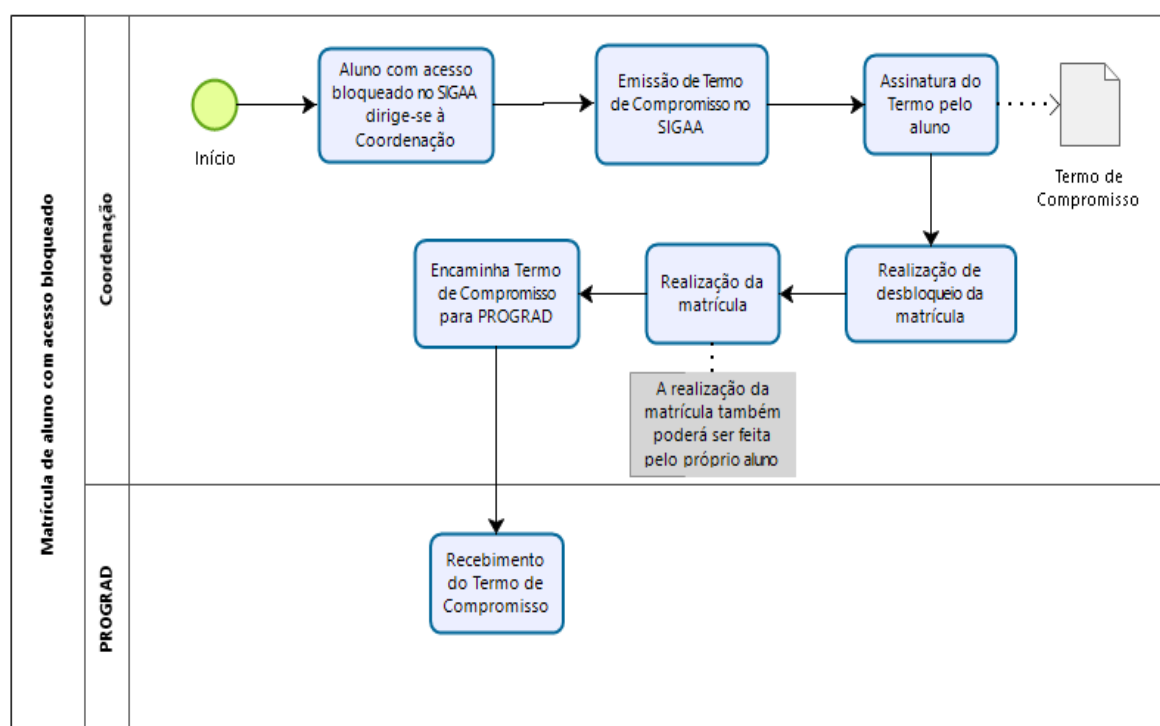 Matrícula de aluno com acesso bloqueado
Coordenação
Início
Aluno com acesso
bloqueado no SIGAA
dirige-se à
Coordenação
Emissão de Termo
de Compromisso no
SIGAA
Assinatura do
Termo pelo
aluno
Termo de
Compromisso
Realização de
desbloqueio da
matrícula
Realização da
matrícula
A realização da
matrícula também
poderá ser feita
pelo próprio aluno
Encaminha Termo
de Compromisso
para PROGRAD
PROGRAD
Recebimento
do Termo de
Compromisso